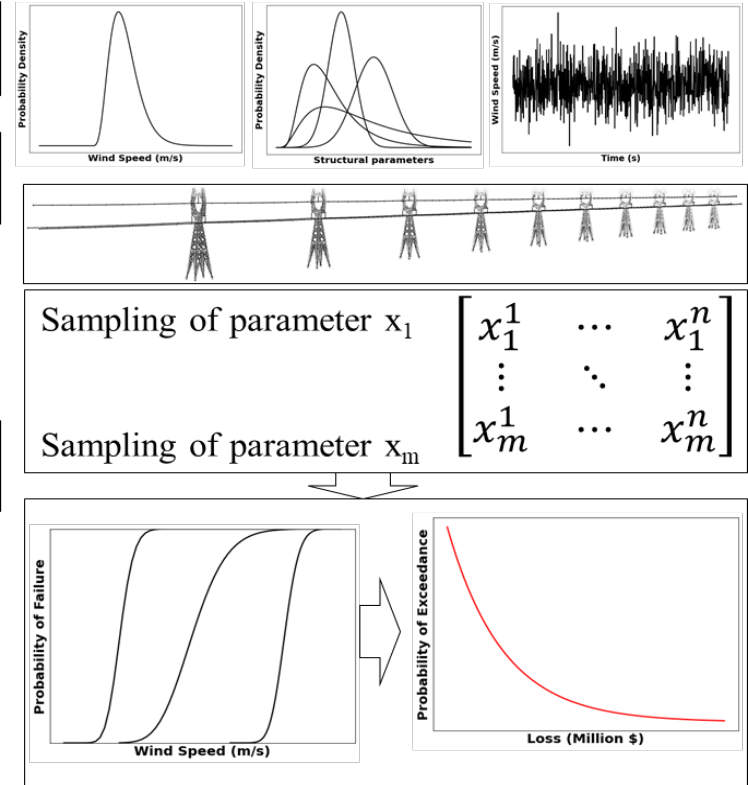 Probability Density
Wind Speed (m/s)
Probability Density
Structural parameters
Wind Speed (m/s)
Time (s)
Sampling of parameter x₁
Sampling of parameter xₘ
x₁¹ ⋯ x₁ⁿ
⋮ ⋱ ⋮
xₘ¹ ⋯ xₘⁿ
Probability of Failure
Wind Speed (m/s)
Probability of Exceedance
Loss (Million $)